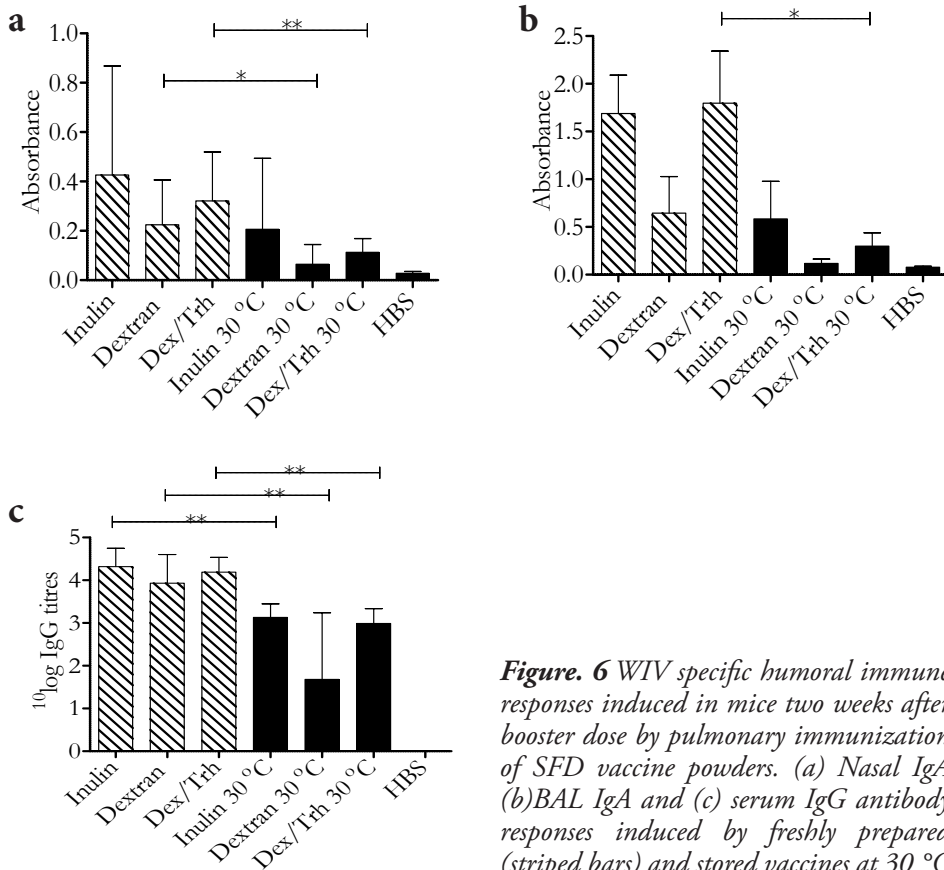 a
**
*
1.0
0.8
0.6
0.4
0.2
0.0
Absorbance
Inulin
Dextran
Dex/Trh
Inulin 30 °C
Dextran 30 °C
Dex/Trh 30 °C
HBS
b
*
2.5
2.0
1.5
1.0
0.5
0.0
Absorbance
Inulin
Dextran
Dex/Trh
Inulin 30 °C
Dextran 30 °C
Dex/Trh 30 °C
HBS
c
**
**
**
5
4
3
2
1
0
10log IgG titres
Inulin
Dextran
Dex/Trh
Inulin 30 °C
Dextran 30 °C
Dex/Trh 30 °C
HBS
Figure. 6 WIV specific humoral immune
responses induced in mice two weeks after
booster dose by pulmonary immunization
of SFD vaccine powders. (a) Nasal IgA
(b)BAL IgA and (c) serum IgG antibody
responses induced by freshly prepared
(striped bars) and stored vaccines at 30 °C